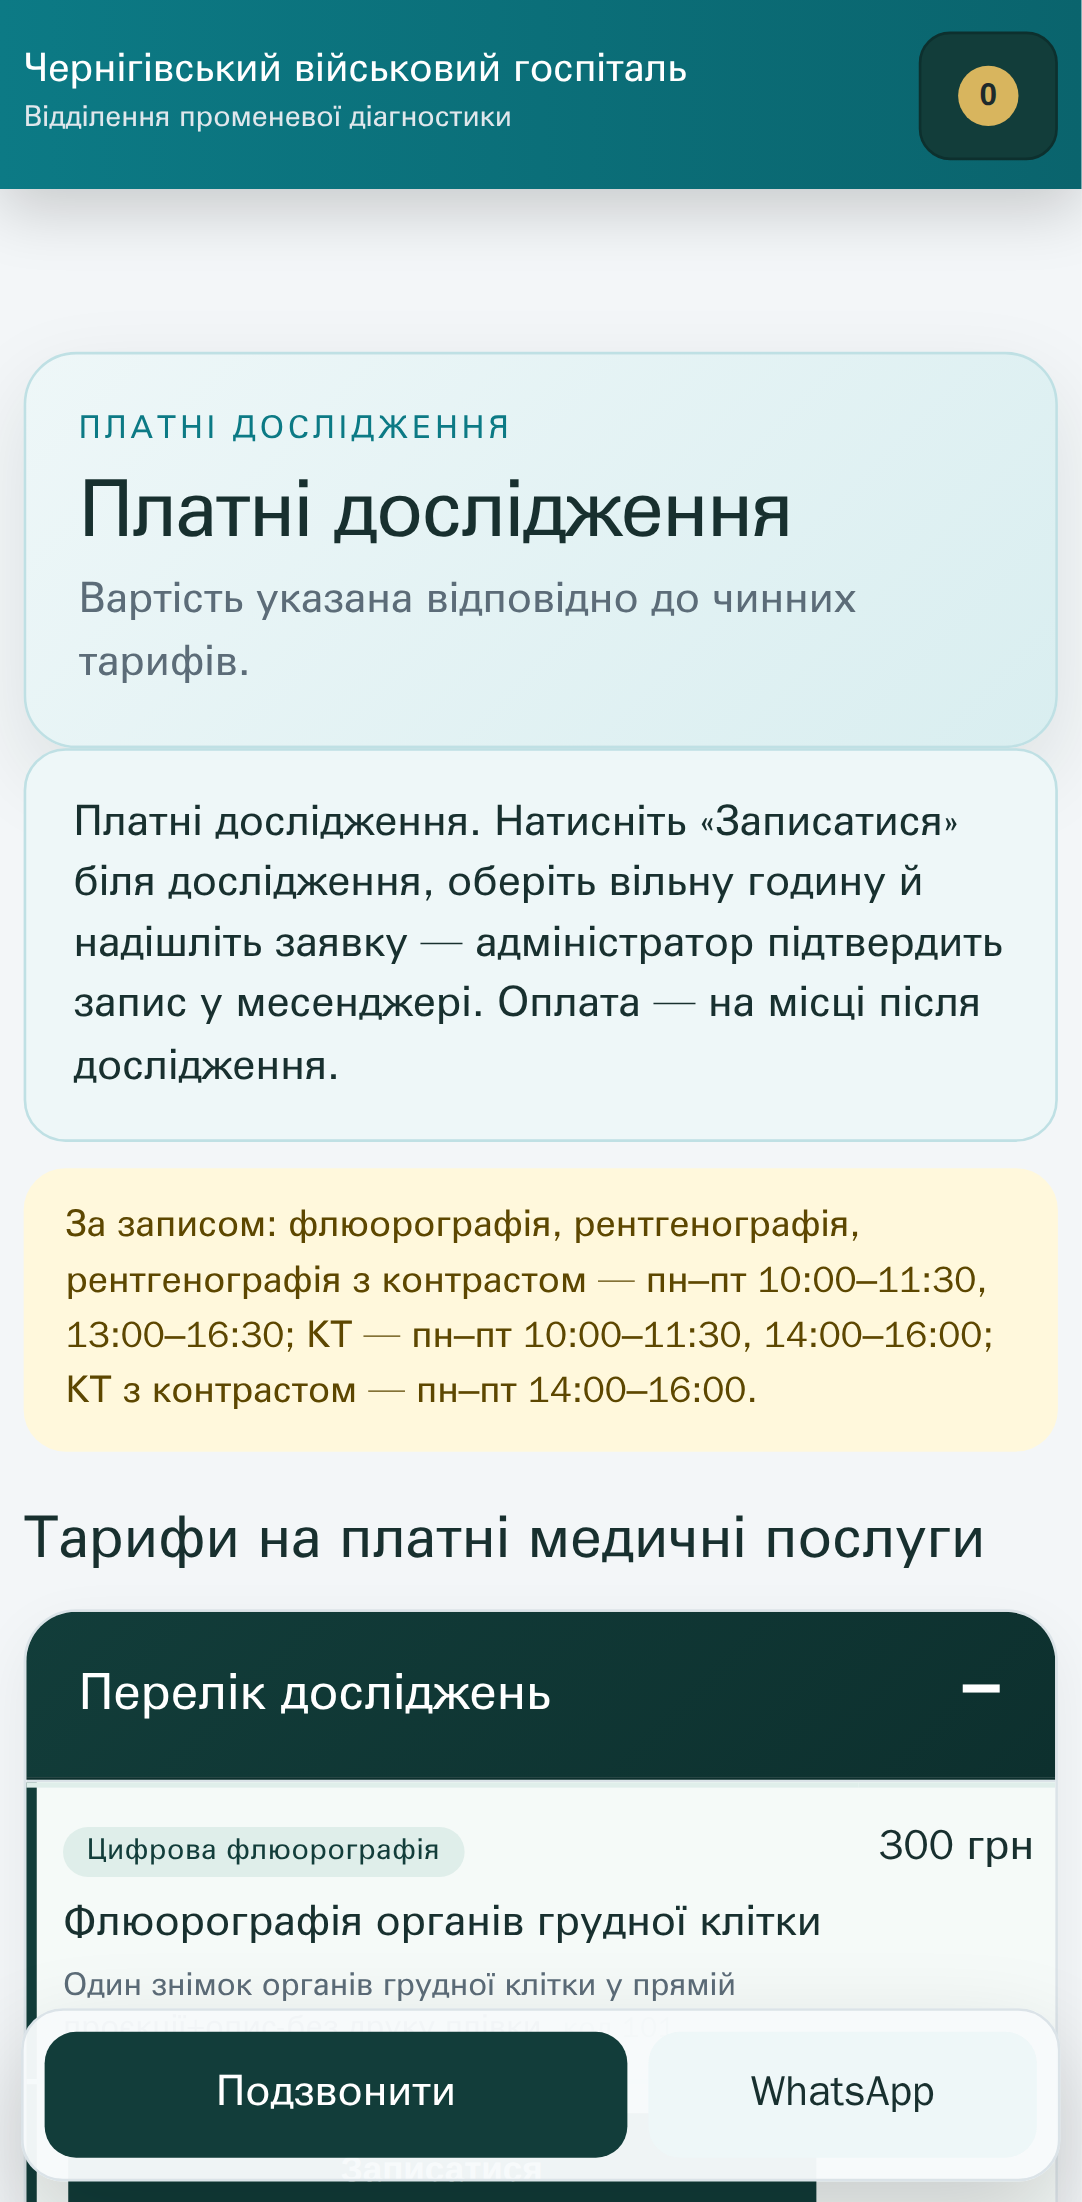 Чернігівський військовий госпіталь
Відділення променевої діагностики
0
ПЛАТНІ ДОСЛІДЖЕННЯ
Платні дослідження
Вартість указана відповідно до чинних
тарифів.
Платні дослідження. Натисніть «Записатися»
біля дослідження, оберіть вільну годину й
надішліть заявку — адміністратор підтвердить
запис у месенджері. Оплата — на місці після
дослідження.
За записом: флюорографія, рентгенографія,
рентгенографія з контрастом — пн–пт 10:00–11:30,
13:00–16:30; КТ — пн–пт 10:00–11:30, 14:00–16:00;
КТ з контрастом — пн–пт 14:00–16:00.
Тарифи на платні медичні послуги
Перелік досліджень
Цифрова флюорографія
300 грн
Флюорографія органів грудної клітки
Один знімок органів грудної клітки у прямій
Подзвонити
WhatsApp
Записатися